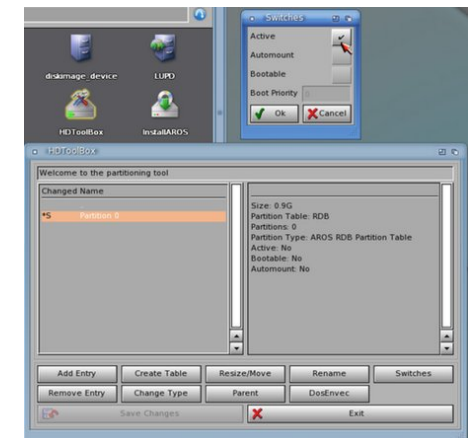 diskimage_device
LUPD
HDToolBox
InstallAROS
Switches
Active
Automount
Bootable
Boot Priority
Ok
Cancel
HDToolBox
Welcome to the partitioning tool
Changed Name
*S Partition 0
Size: 0.9G
Partition Table: RDB
Partitions: 0
Partition Type: AROS RDB Partition Table
Active: No
Bootable: No
Automount: No
Add Entry
Create Table
Resize/Move
Rename
Switches
Remove Entry
Change Type
Parent
DosEnvec
Save Changes
Exit